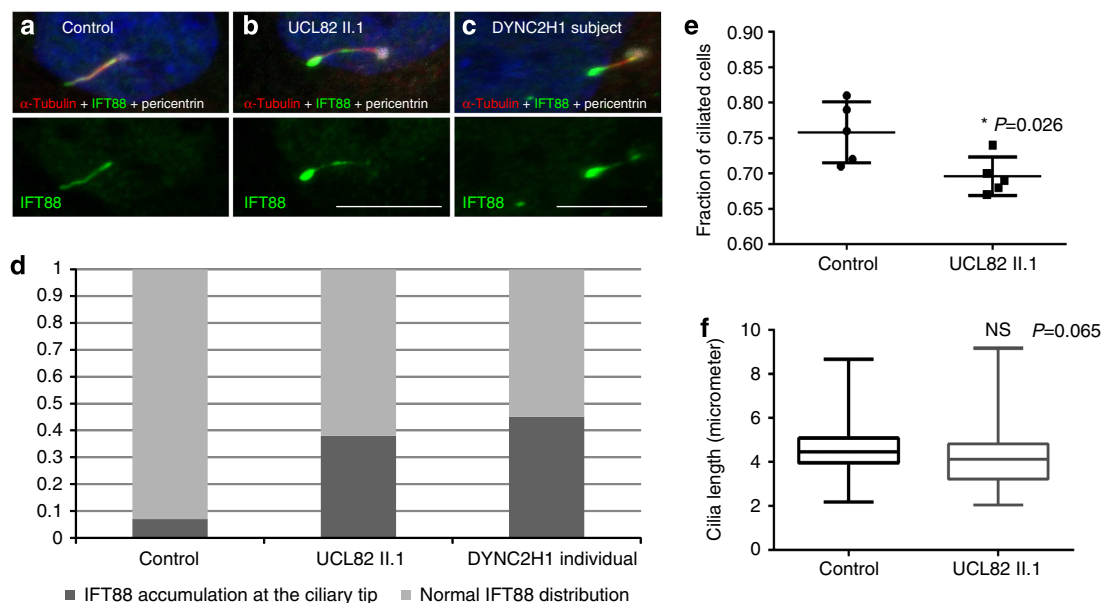 a Control
b UCL82 II.1
c DYNC2H1 subject
α-Tubulin + IFT88 + pericentrin
α-Tubulin + IFT88 + pericentrin
α-Tubulin + IFT88 + pericentrin
IFT88
IFT88
IFT88
d
1
0.9
0.8
0.7
0.6
0.5
0.4
0.3
0.2
0.1
0
Control
UCL82 II.1
DYNC2H1 individual
IFT88 accumulation at the ciliary tip
Normal IFT88 distribution
e
Fraction of ciliated cells
0.90
0.85
0.80
0.75
0.70
0.65
0.60
* P=0.026
Control
UCL82 II.1
f
Cilia length (micrometer)
10
8
6
4
2
0
NS P=0.065
Control
UCL82 II.1